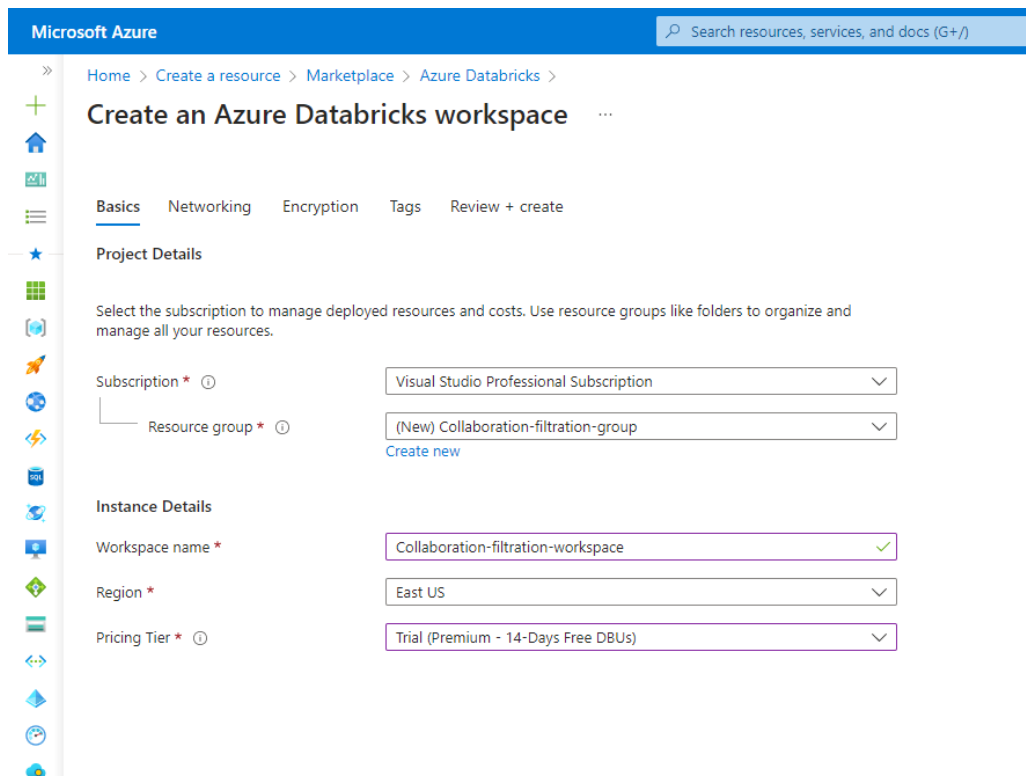 Microsoft Azure
Search resources, services, and docs (G+/)
Home > Create a resource > Marketplace > Azure Databricks >
Create an Azure Databricks workspace ...
Basics Networking Encryption Tags Review + create
Project Details
Select the subscription to manage deployed resources and costs. Use resource groups like folders to organize and
manage all your resources.
Subscription * Visual Studio Professional Subscription
Resource group * (New) Collaboration-filtration-group
Create new
Instance Details
Workspace name * Collaboration-filtration-workspace
Region * East US
Pricing Tier * Trial (Premium - 14-Days Free DBUs)
SQL